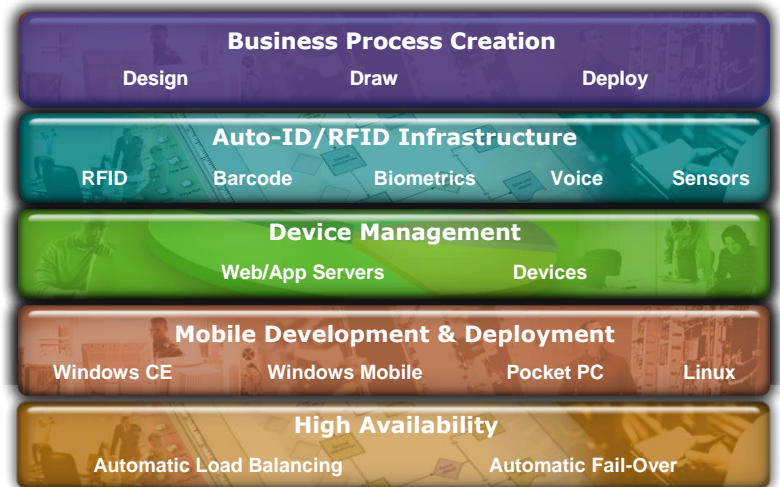 Business Process Creation
Design Draw Deploy
Auto-ID/RFID Infrastructure
RFID Barcode Biometrics Voice Sensors
Device Management
Web/App Servers Devices
Mobile Development & Deployment
Windows CE Windows Mobile Pocket PC Linux
High Availability
Automatic Load Balancing Automatic Fail-Over